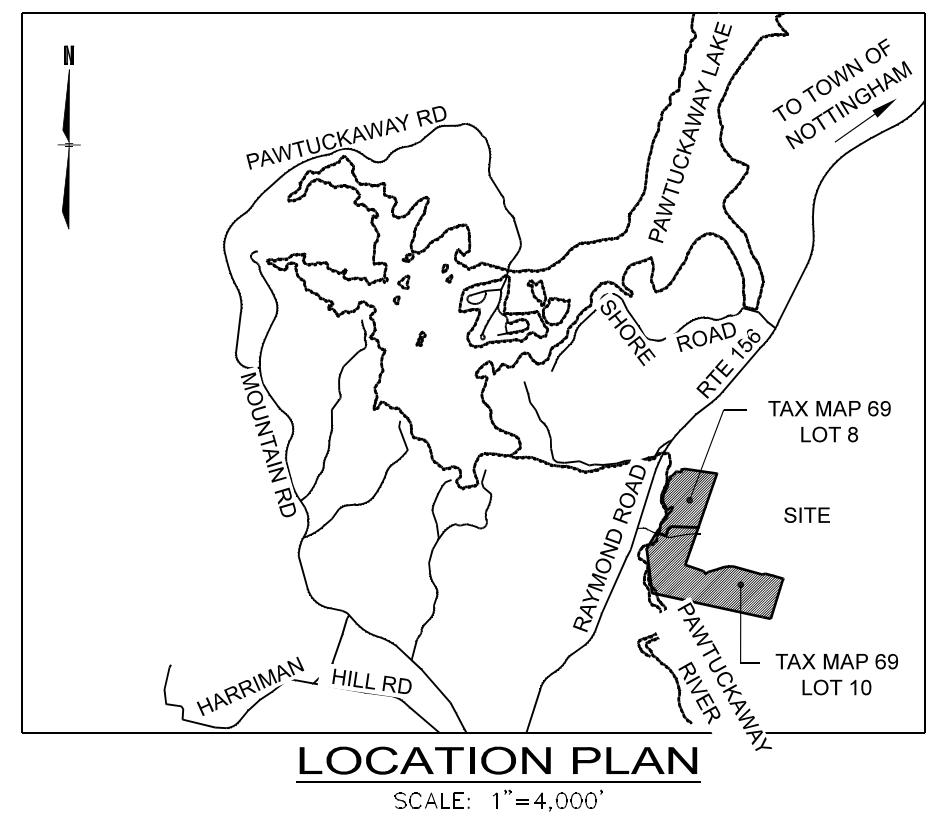 N
PAWTUCKAWAY RD
PAWTUCKAWAY LAKE
TO TOWN OF
NOTTINGHAM
SHORE
ROAD
RTE 156
MOUNTAIN RD
TAX MAP 69
LOT 8
SITE
RAYMOND ROAD
PAWTUCKAWAY
RIVER
TAX MAP 69
LOT 10
HARRIMAN
HILL RD
LOCATION PLAN
SCALE: 1"=4,000'